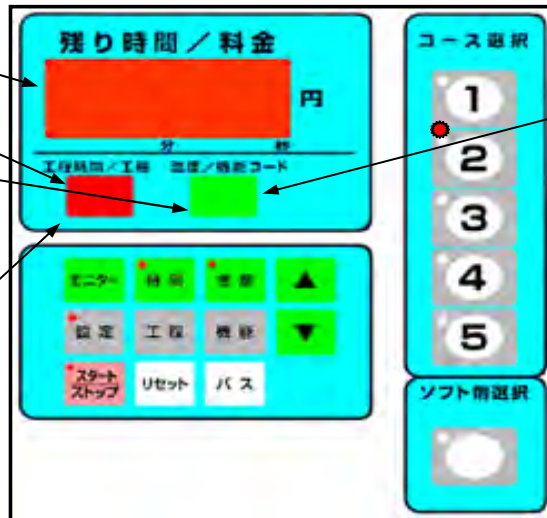 残り時間／料金
円
分 秒
工程時間／工程 温度／機能コード
モニター 時間 温度 ▲
設定 工程 機能 ▼
スタート
ストップ リセット パス
コース選択
1
2
3
4
5
ソフト剤選択